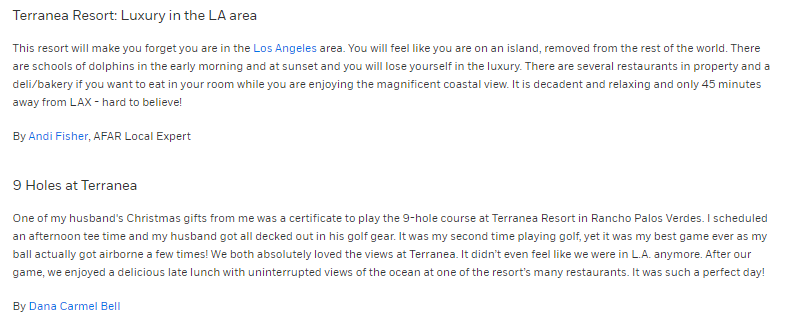 Terranea Resort: Luxury in the LA area
This resort will make you forget you are in the Los Angeles area. You will feel like you are on an island, removed from the rest of the world. There
are schools of dolphins in the early morning and at sunset and you will lose yourself in the luxury. There are several restaurants in property and a
deli/bakery if you want to eat in your room while you are enjoying the magnificent coastal view. It is decadent and relaxing and only 45 minutes
away from LAX - hard to believe!
By Andi Fisher, AFAR Local Expert
9 Holes at Terranea
One of my husband's Christmas gifts from me was a certificate to play the 9-hole course at Terranea Resort in Rancho Palos Verdes. I scheduled
an afternoon tee time and my husband got all decked out in his golf gear. It was my second time playing golf, yet it was my best game ever as my
ball actually got airborne a few times! We both absolutely loved the views at Terranea. It didn't even feel like we were in L.A. anymore. After our
game, we enjoyed a delicious late lunch with uninterrupted views of the ocean at one of the resort's many restaurants. It was such a perfect day!
By Dana Carmel Bell